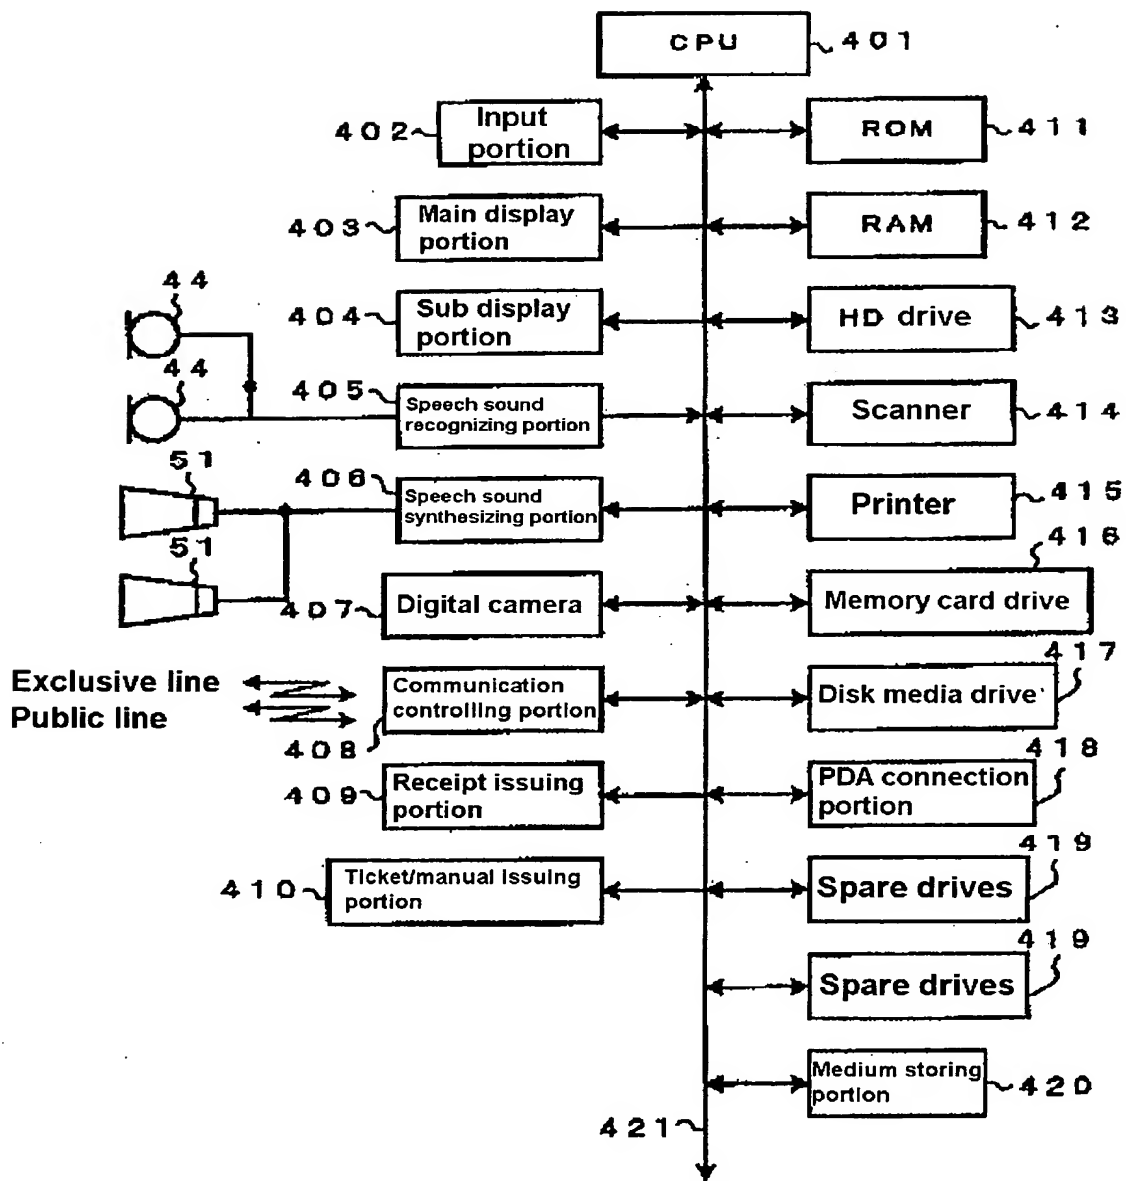 CPU
401
402
Input
portion
ROM
411
403
Main display
portion
RAM
412
44
404
Sub display
portion
HD drive
413
44
405
Speech sound
recognizing portion
Scanner
414
51
406
Speech sound
synthesizing portion
Printer
415
51
407
Digital camera
416
Memory card drive
Exclusive line
Public line
408
Communication
controlling portion
417
Disk media drive
409
Receipt issuing
portion
418
PDA connection
portion
410
Ticket/manual issuing
portion
419
Spare drives
419
Spare drives
Medium storing
portion
420
421